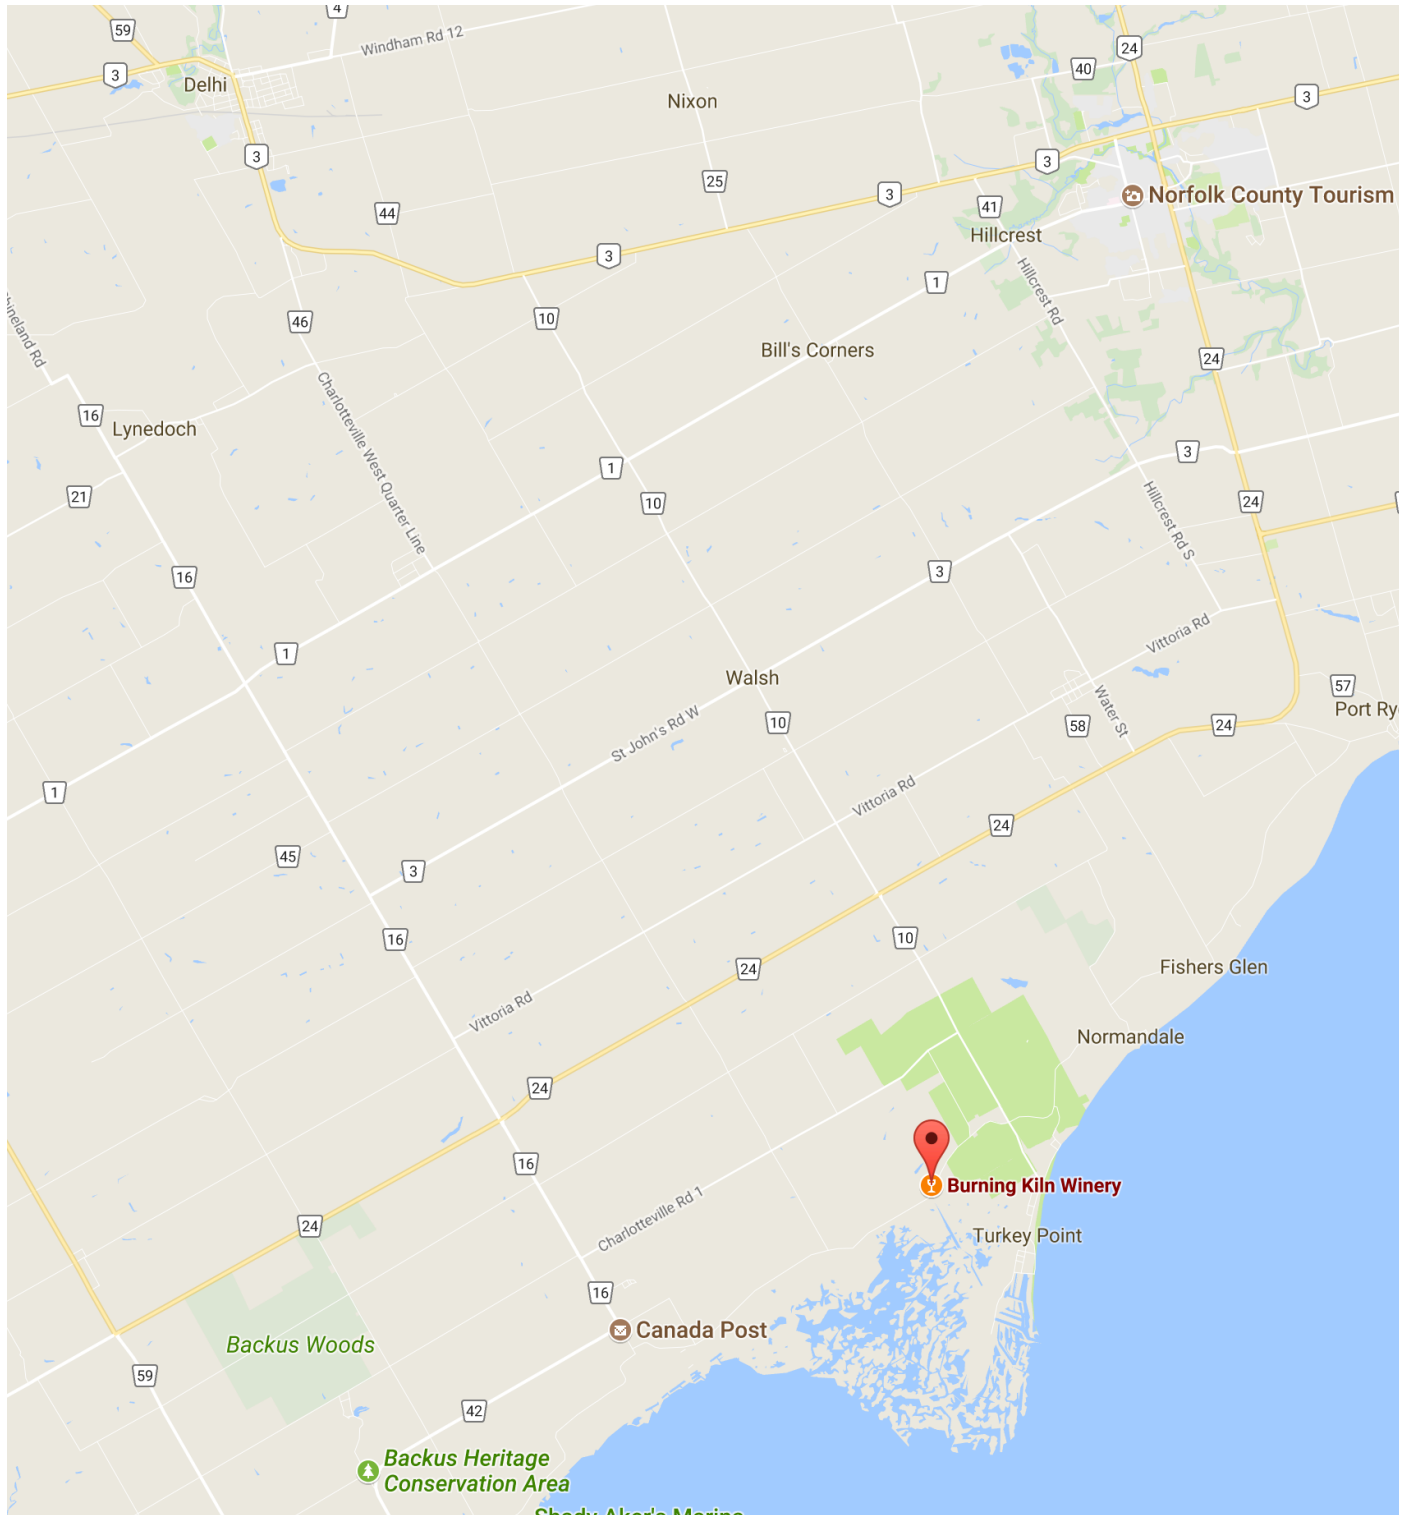 4
59
Windham Rd 12
24
3
Delhi
40
Nixon
3
3
3
25
3
Norfolk County Tourism
44
41
Hillcrest
3
1
Hillcrest Rd
46
10
Bill's Corners
24
Charlotteville West Quarter Line
16
Lynedoch
3
1
21
10
24
Hillcrest Rd S
16
3
Vittoria Rd
1
Walsh
57
Port Ry
10
58
Water St
24
St John's Rd W
1
Vittoria Rd
24
45
3
16
10
24
Fishers Glen
Vittoria Rd
Normandale
24
16
Burning Kiln Winery
Charlotteville Rd 1
24
Turkey Point
16
Canada Post
Backus Woods
59
42
Backus Heritage
Conservation Area